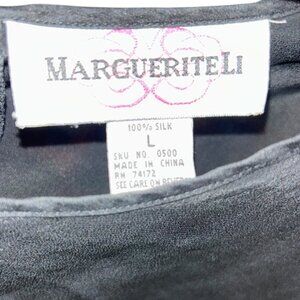 MARGUERITELI
100% SILK
L
SKU NO. 0500
MADE IN CHINA
RN 74172
SEE CARE ON REVERSE